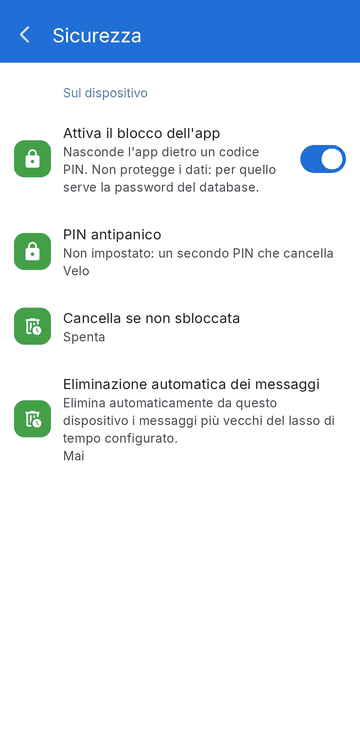 Sicurezza
Sul dispositivo
Attiva il blocco dell'app
Nasconde l'app dietro un codice
PIN. Non protegge i dati: per quello
serve la password del database.
PIN antipanico
Non impostato: un secondo PIN che cancella
Velo
Cancella se non sbloccata
Spenta
Eliminazione automatica dei messaggi
Elimina automaticamente da questo
dispositivo i messaggi più vecchi del lasso di
tempo configurato.
Mai